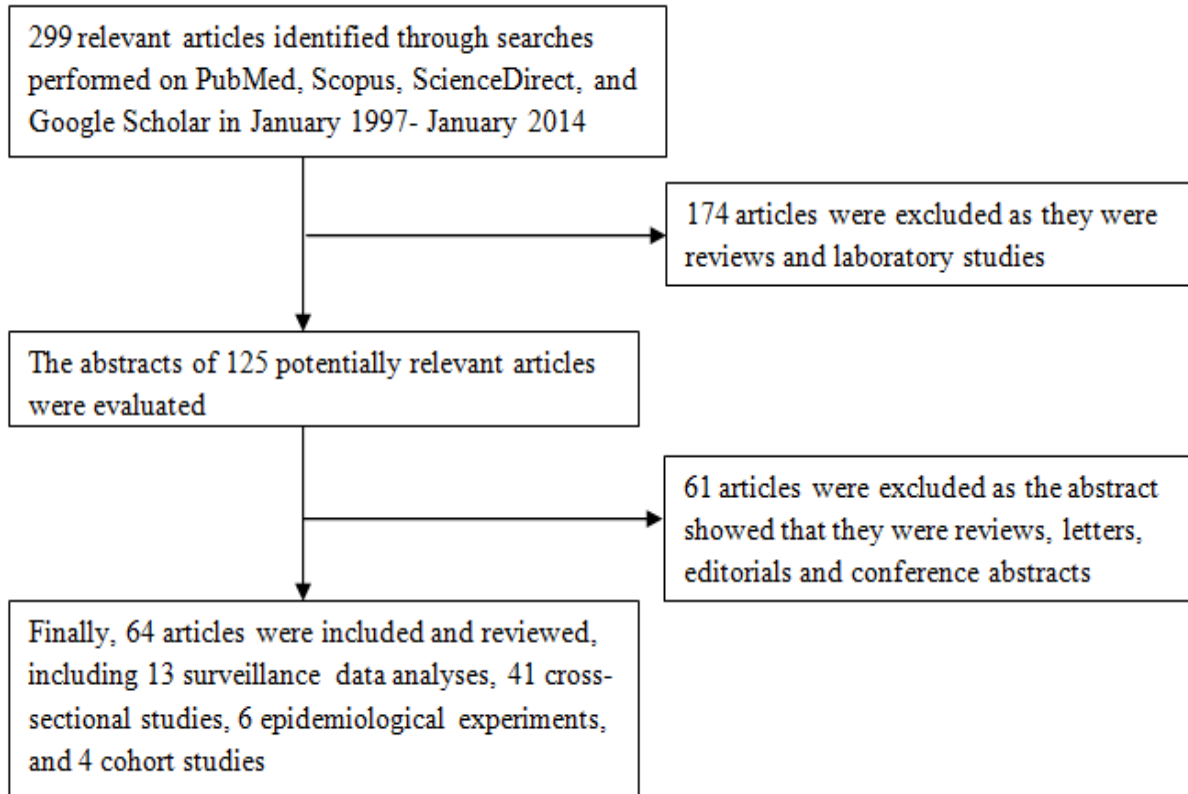 299 relevant articles identified through searches
performed on PubMed, Scopus, ScienceDirect, and
Google Scholar in January 1997- January 2014
174 articles were excluded as they were
reviews and laboratory studies
The abstracts of 125 potentially relevant articles
were evaluated
61 articles were excluded as the abstract
showed that they were reviews, letters,
editorials and conference abstracts
Finally, 64 articles were included and reviewed,
including 13 surveillance data analyses, 41 cross-
sectional studies, 6 epidemiological experiments,
and 4 cohort studies